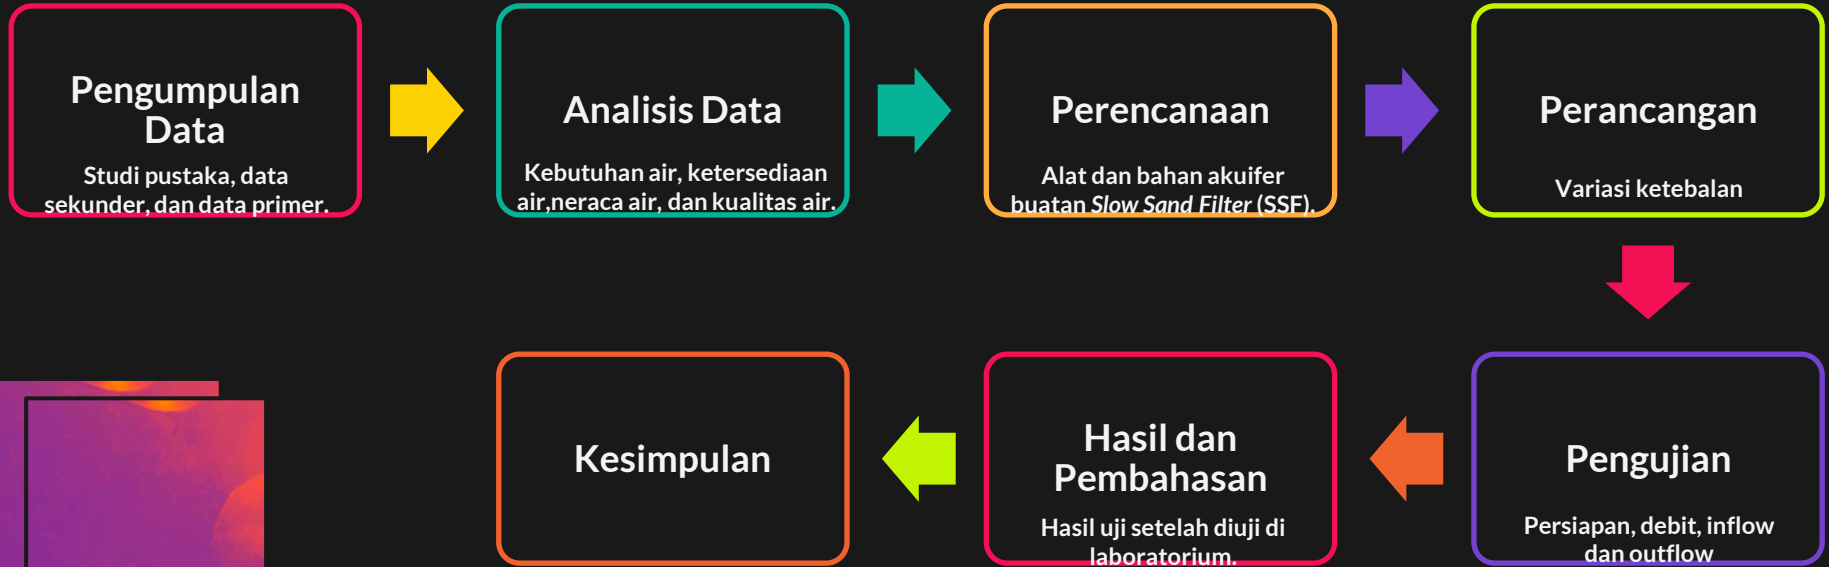 Pengumpulan
Data
Studi pustaka, data
sekunder, dan data primer.
Analisis Data
Kebutuhan air, ketersediaan
air,neraca air, dan kualitas air.
Perencanaan
Alat dan bahan akuifer
buatan Slow Sand Filter (SSF).
Perancangan
Variasi ketebalan
Pengujian
Persiapan, debit, inflow
dan outflow
Hasil dan
Pembahasan
Hasil uji setelah diuji di
laboratorium.
Kesimpulan